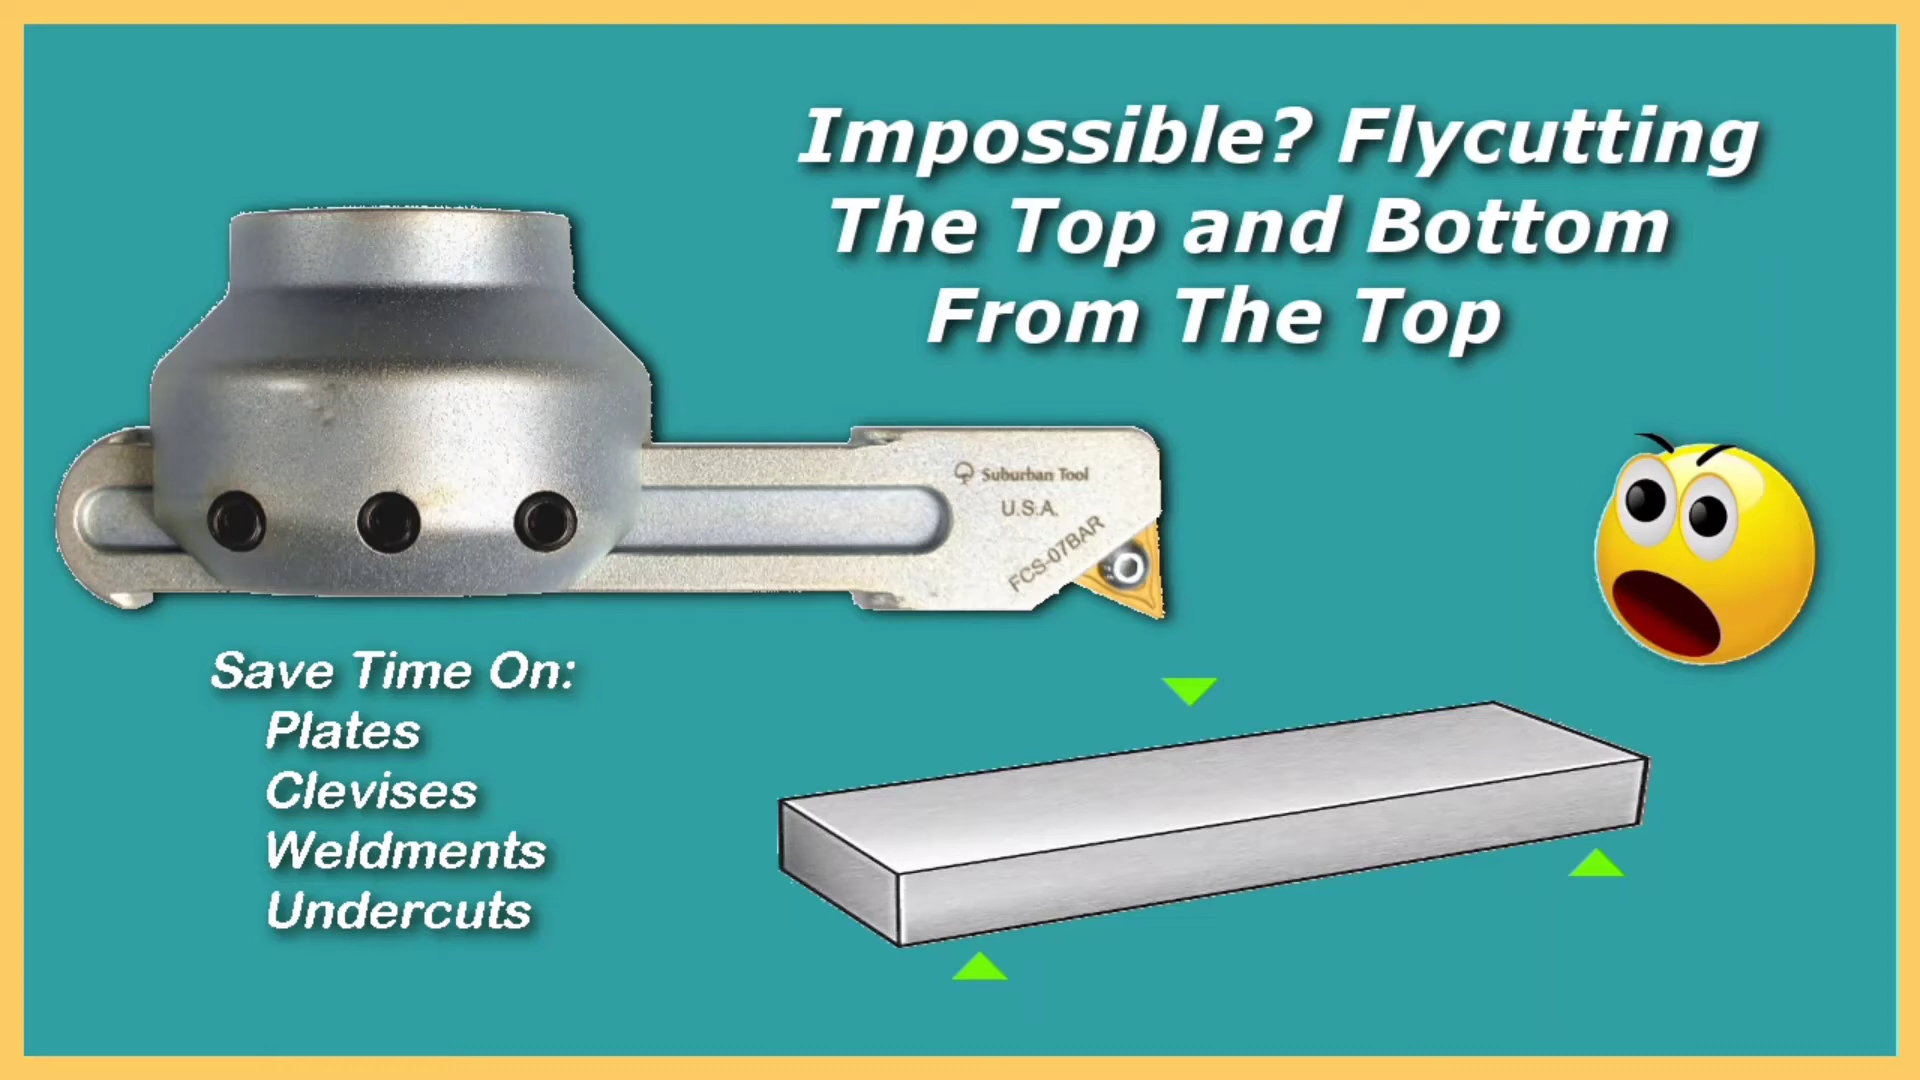 Impossible? Flycutting
The Top and Bottom
From The Top
Suburban Tool
U.S.A.
FCS-07BAR
Save Time On:
Plates
Clevises
Weldments
Undercuts